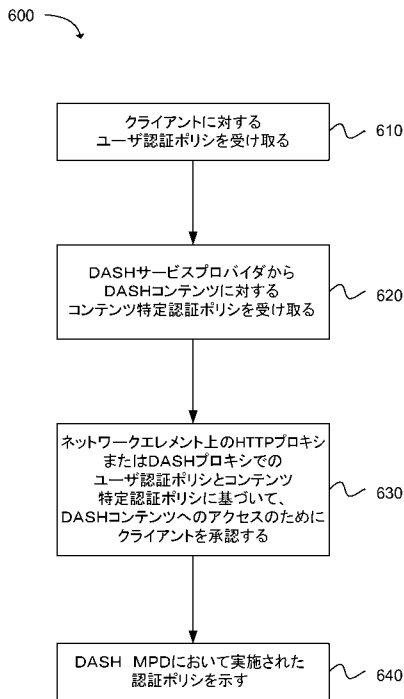 600
クライアントに対する
ユーザ認証ポリシを受け取る
610
DASHサービスプロバイダから
DASHコンテンツに対する
コンテンツ特定認証ポリシを受け取る
620
ネットワークエレメント上のHTTPプロキシ
またはDASHプロキシでの
ユーザ認証ポリシとコンテンツ
特定認証ポリシに基づいて、
DASHコンテンツへのアクセスのために
クライアントを承認する
630
DASH MPDにおいて実施された
認証ポリシを示す
640